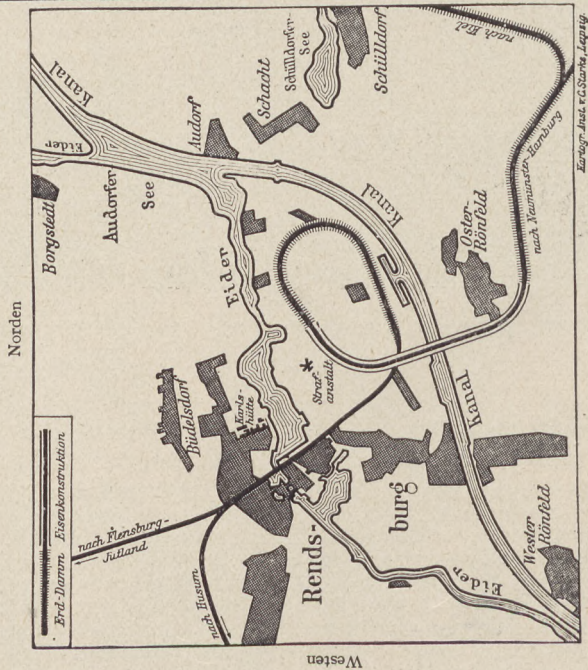 Norden
Westen
Erd-Damm Eisenkonstruktion
Kanal
Eider
Borgstedt
Audorfer
See
Audorf
Schacht
Schülldorfer-
See
Schülldorf
nach Kiel
Kartogr. Anst. v. C. Starke, Leipzig.
nach Neumünster-Hamburg
Oster-
Rönfeld
Kanal
Eider
Büdelsdorf
Karls-
hütte
*
Straf-
anstalt
nach Flensburg-
Jütland
nach Husum
Rends-
burg
Kanal
Eider
Wester
Rönfeld